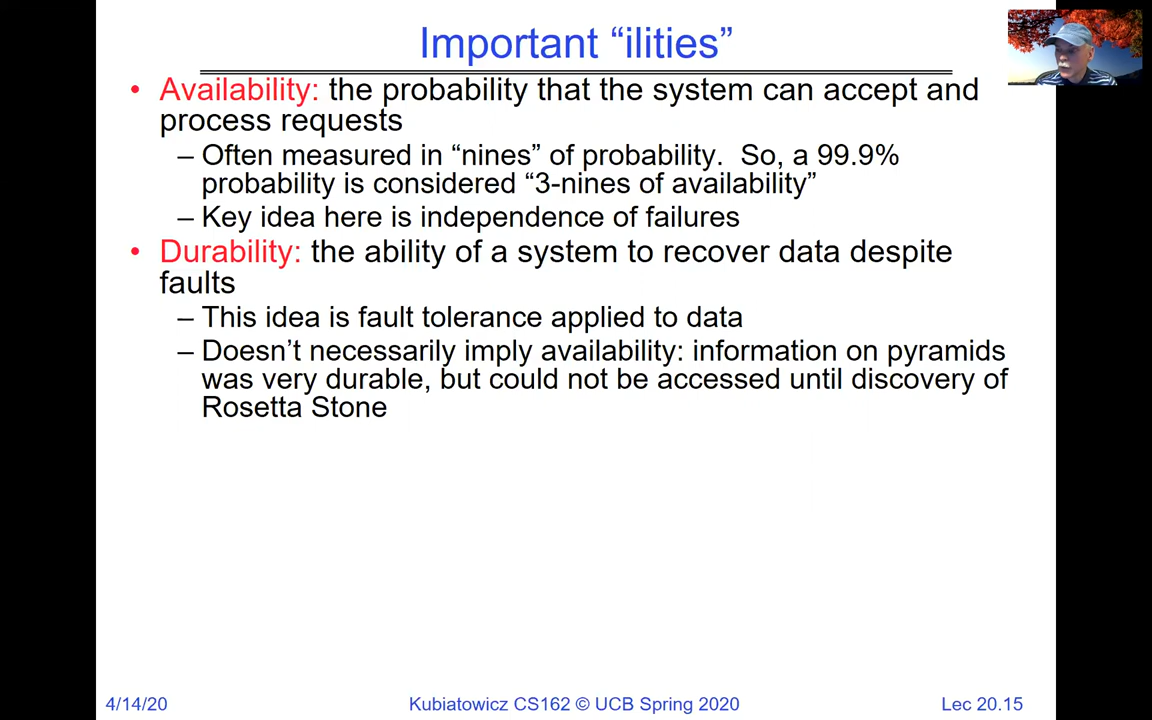 Important “ilities”
• Availability: the probability that the system can accept and
process requests
– Often measured in “nines” of probability. So, a 99.9%
probability is considered “3-nines of availability”
– Key idea here is independence of failures
• Durability: the ability of a system to recover data despite
faults
– This idea is fault tolerance applied to data
– Doesn’t necessarily imply availability: information on pyramids
was very durable, but could not be accessed until discovery of
Rosetta Stone
4/14/20
Kubiatowicz CS162 © UCB Spring 2020
Lec 20.15